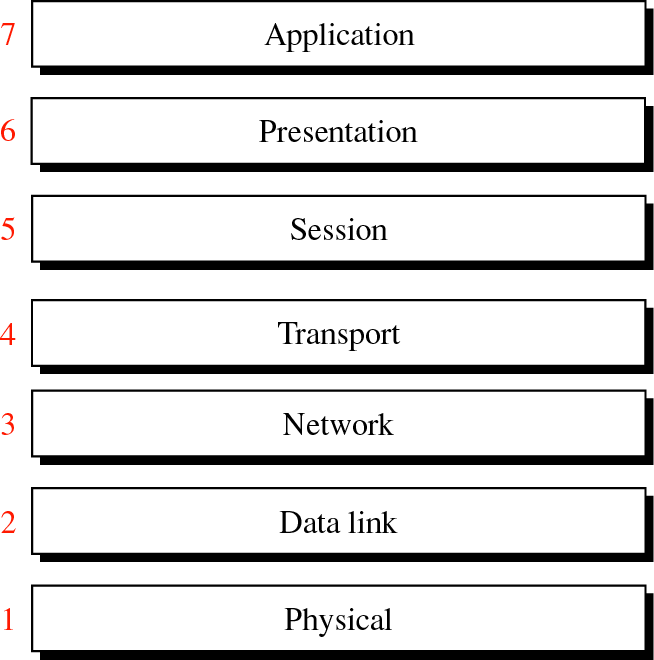 7 Application
6 Presentation
5 Session
4 Transport
3 Network
2 Data link
1 Physical